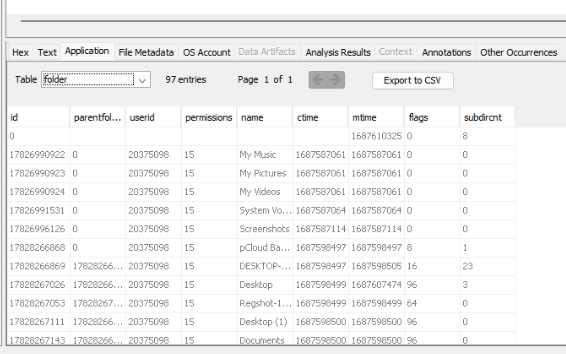 Hex Text Application File Metadata OS Account Data Artifacts Analysis Results Context Annotations Other Occurrences
Table folder 97 entries Page 1 of 1 Export to CSV
id parentfol... userid permissions name ctime mtime flags subdircnt
0 1687610325 0 8
17826990922 0 20375098 15 My Music 1687587061 1687587061 0 0
17826990923 0 20375098 15 My Pictures 1687587061 1687587061 0 0
17826990924 0 20375098 15 My Videos 1687587061 1687587061 0 0
17826991531 0 20375098 15 System Vo... 1687587064 1687587064 0 0
17826996126 0 20375098 15 Screenshots 1687587114 1687587114 0 0
17828266868 0 20375098 15 pCloud Ba... 1687598497 1687598497 8 1
17828266869 17828266... 20375098 15 DESKTOP-... 1687598497 1687598505 16 23
17828267026 17828266... 20375098 15 Desktop 1687598499 1687607474 96 3
17828267053 17828267... 20375098 15 Regshot-1... 1687598499 1687598499 64 0
17828267111 17828266... 20375098 15 Desktop (1) 1687598500 1687598500 96 0
17828267143 17828266... 20375098 15 Documents 1687598500 1687598500 96 0